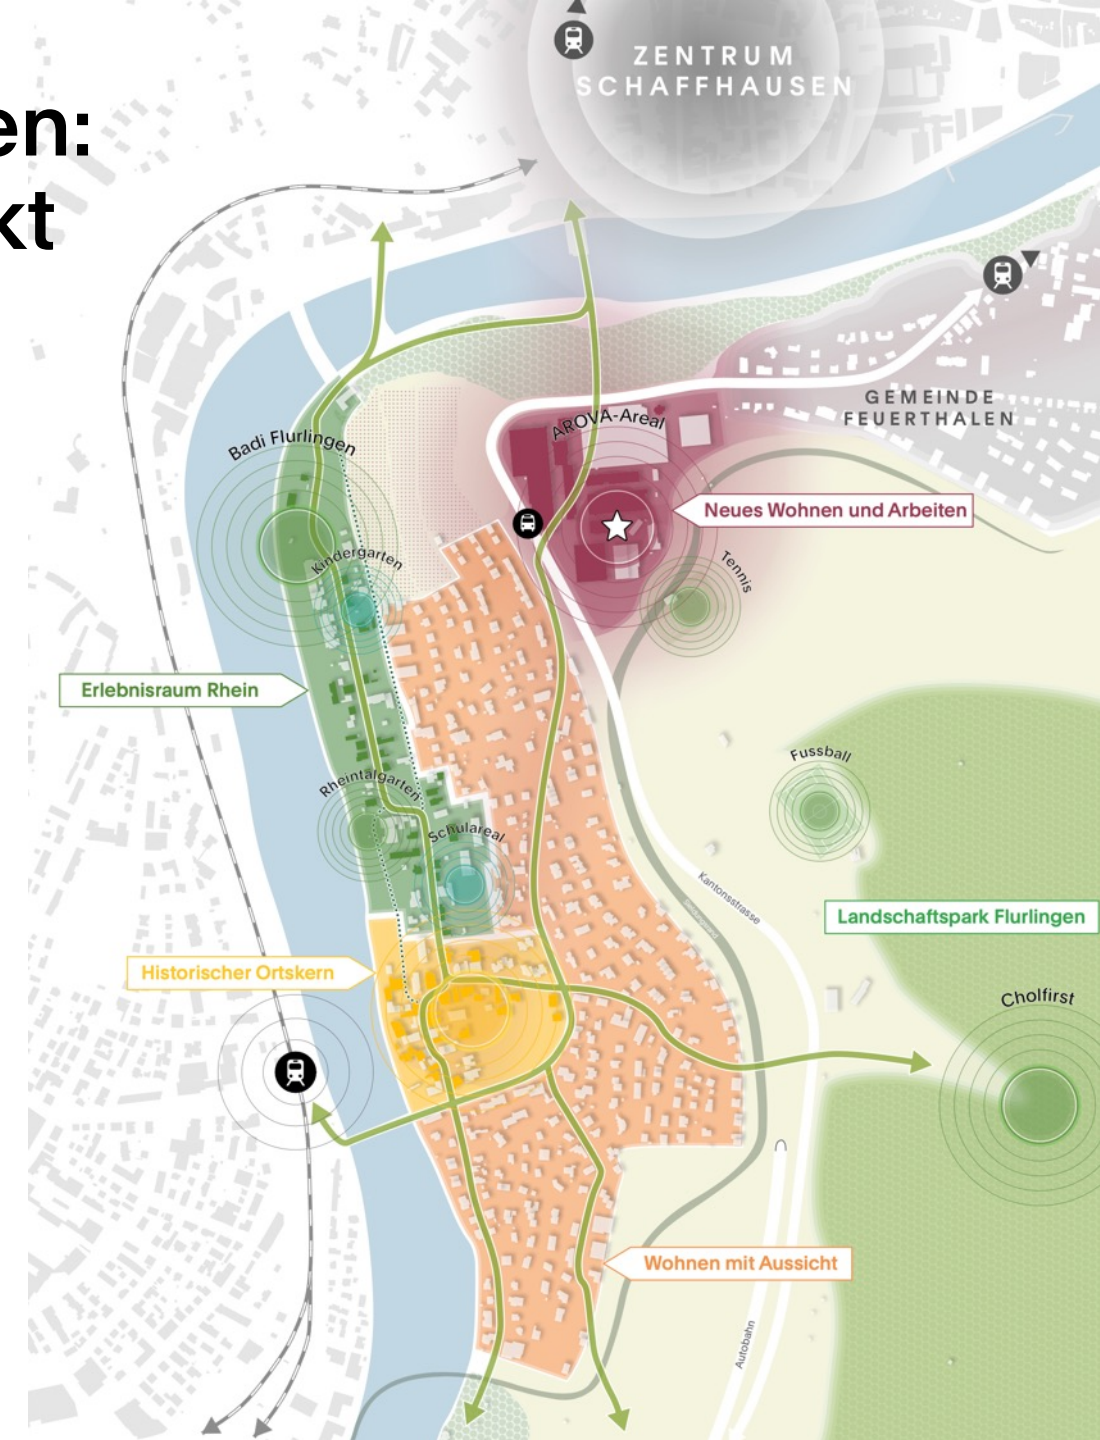 ZENTRUM
SCHAFFHAUSEN
en:
kt
GEMEINDE
FEUERTHALEN
AROVA-Areal
Badi Flurlingen
Neues Wohnen und Arbeiten
Kindergarten
Tennis
Erlebnisraum Rhein
Fussball
Rheintalgarten
Schulareal
Kantonsstrasse
Landschaftspark Flurlingen
Historischer Ortskern
Cholfirst
Wohnen mit Aussicht
Autobahn